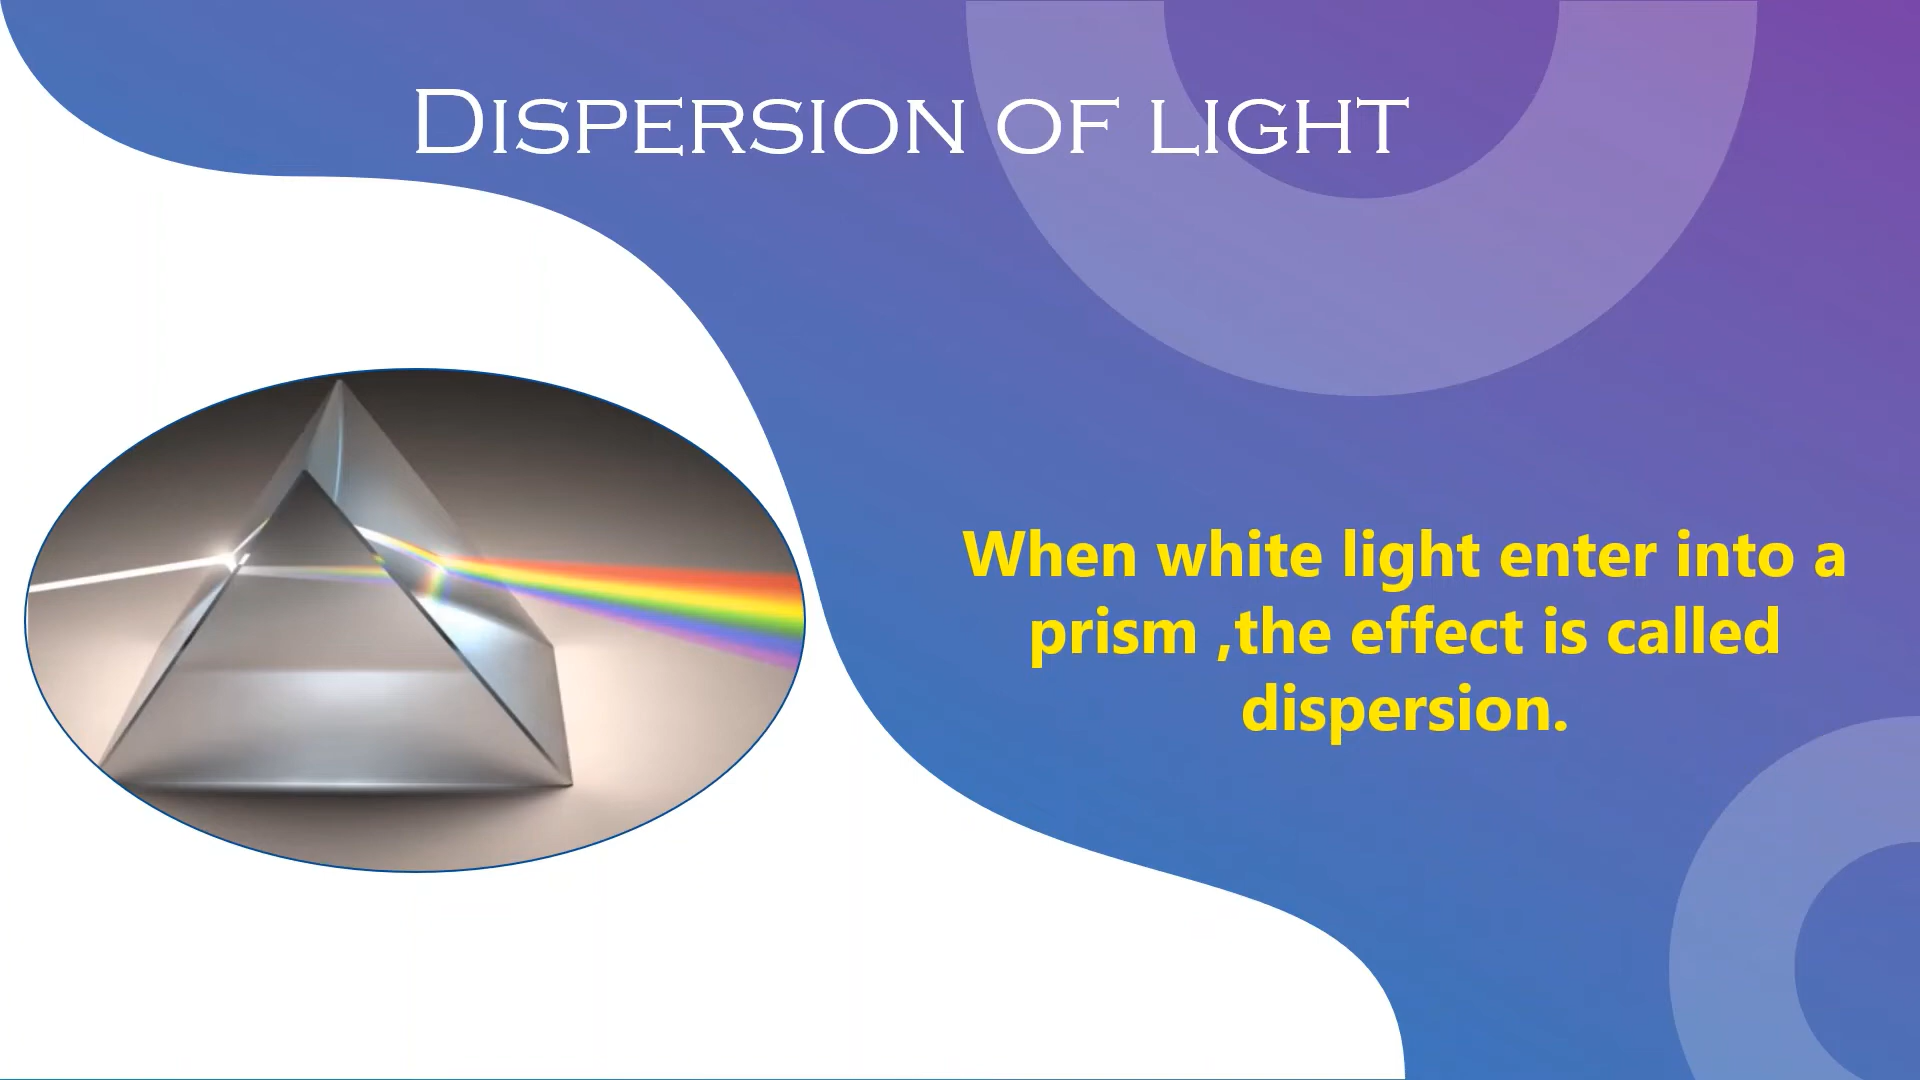 Dispersion of light
When white light enter into a
prism ,the effect is called
dispersion.